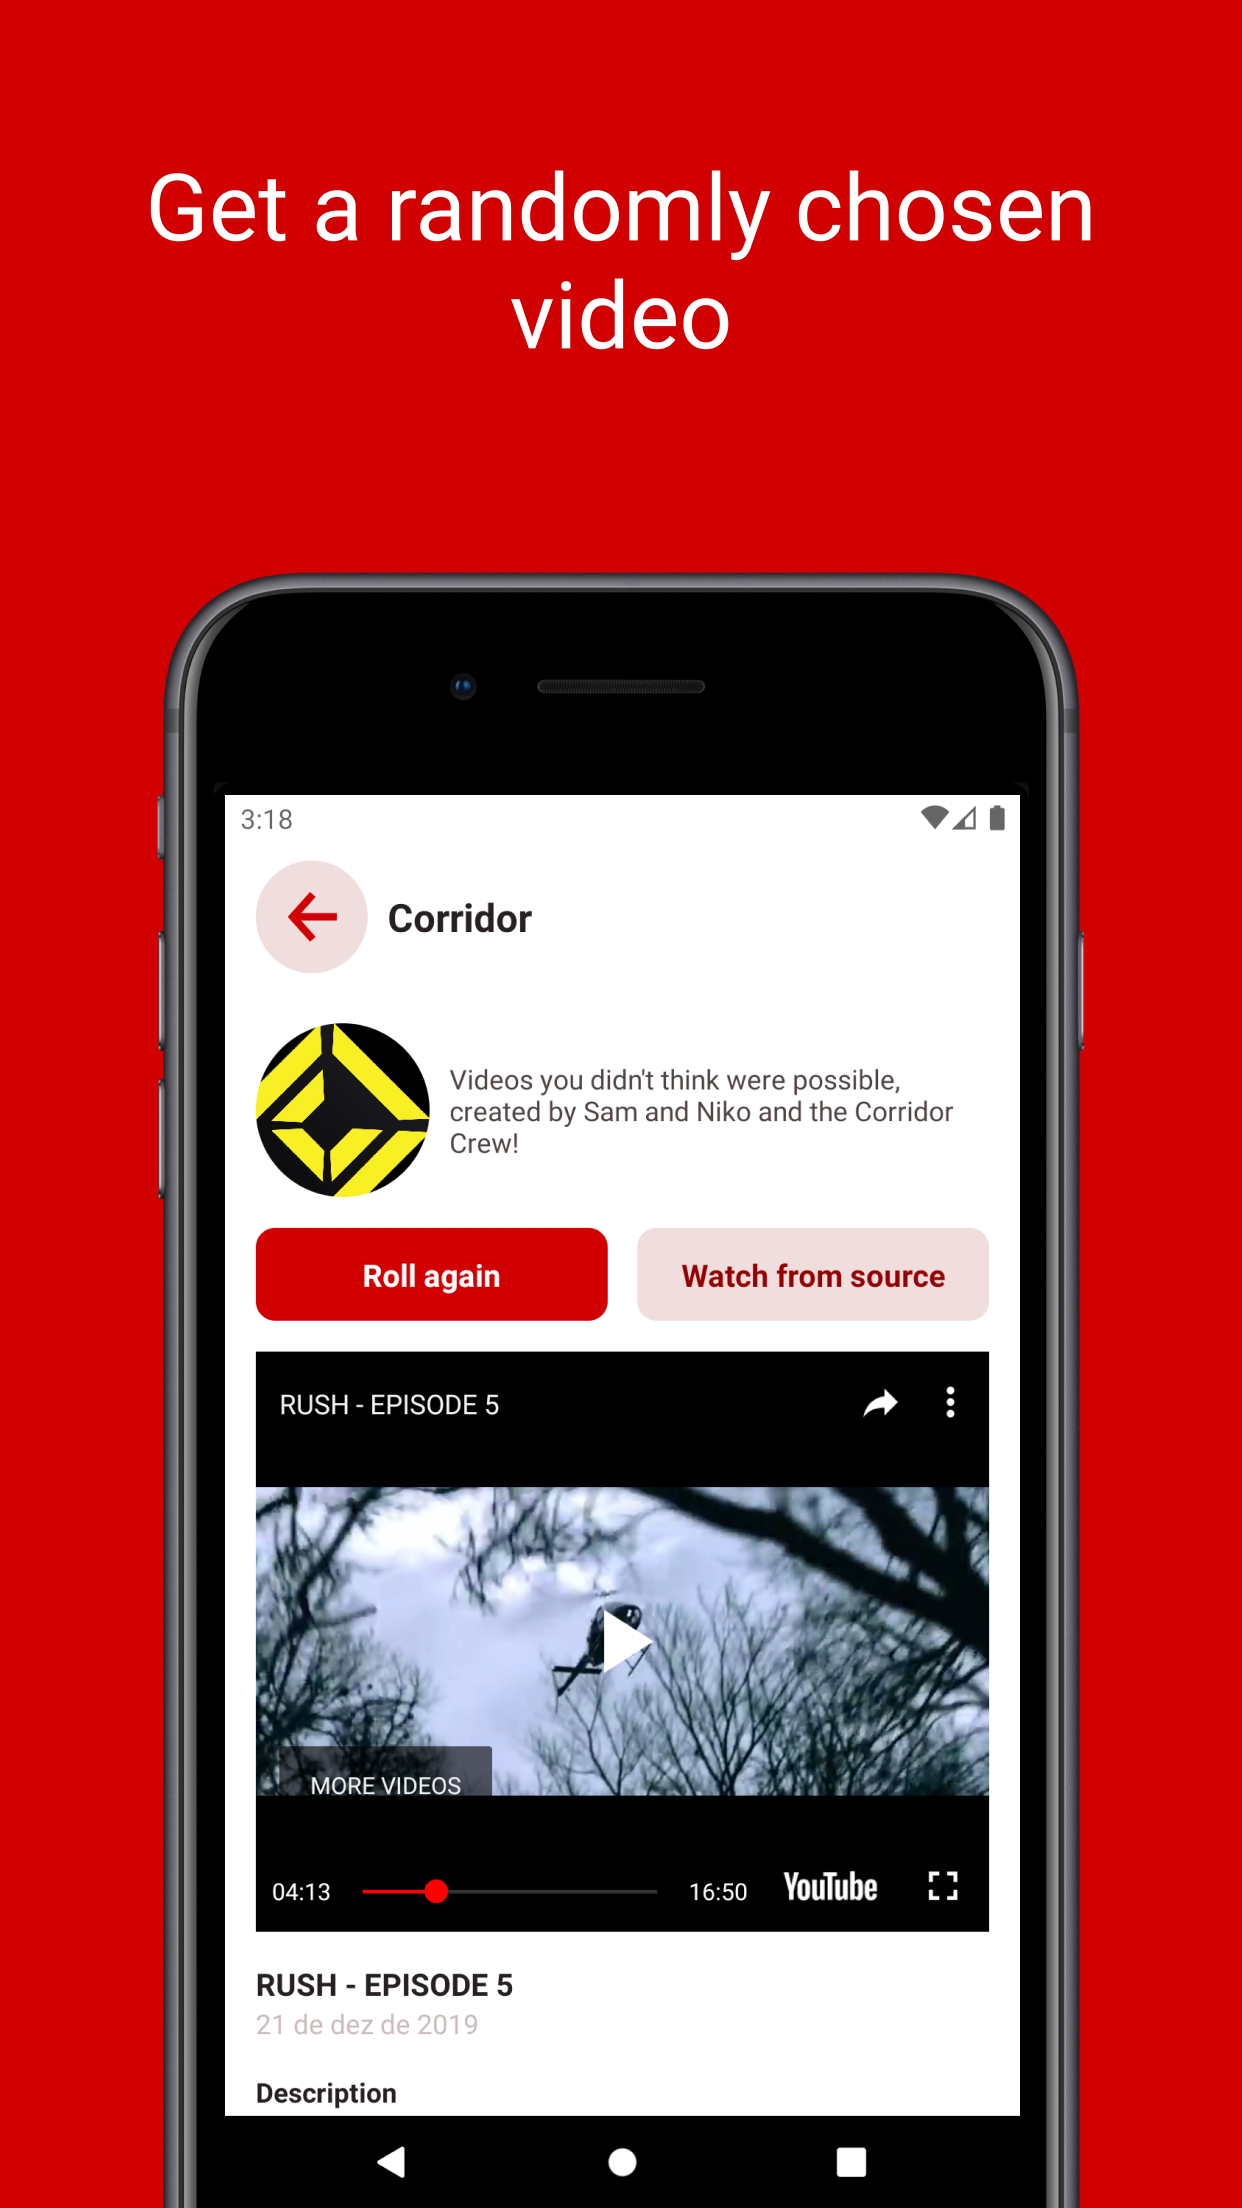 Get a randomly chosen
video
3:18
Corridor
Videos you didn't think were possible,
created by Sam and Niko and the Corridor
Crew!
Roll again
Watch from source
RUSH - EPISODE 5
MORE VIDEOS
04:13
16:50
YouTube
RUSH - EPISODE 5
21 de dez de 2019
Description